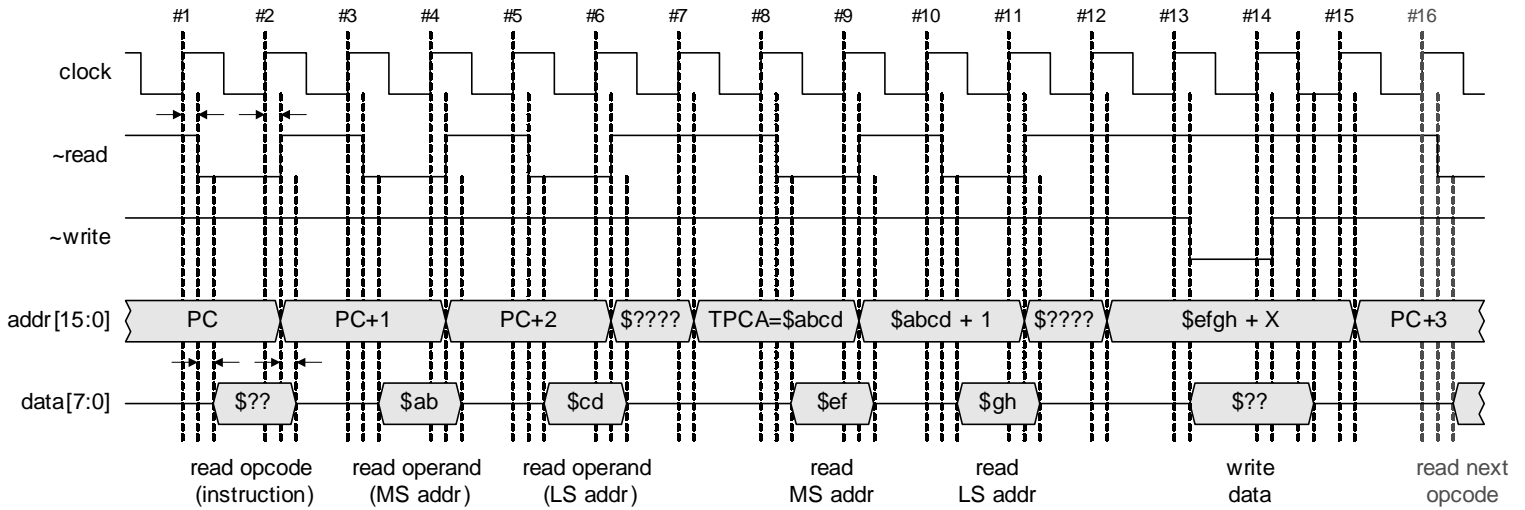 #1 #2 #3 #4 #5 #6 #7 #8 #9 #10 #11 #12 #13 #14 #15 #16
clock
~read
~write
addr[15:0] PC PC+1 PC+2 $???? TPCA=$abcd $abcd + 1 $???? $efgh + X PC+3
data[7:0] $?? $ab $cd $ef $gh $??
read opcode read operand read operand read read write read next
(instruction) (MS addr) (LS addr) MS addr LS addr data opcode